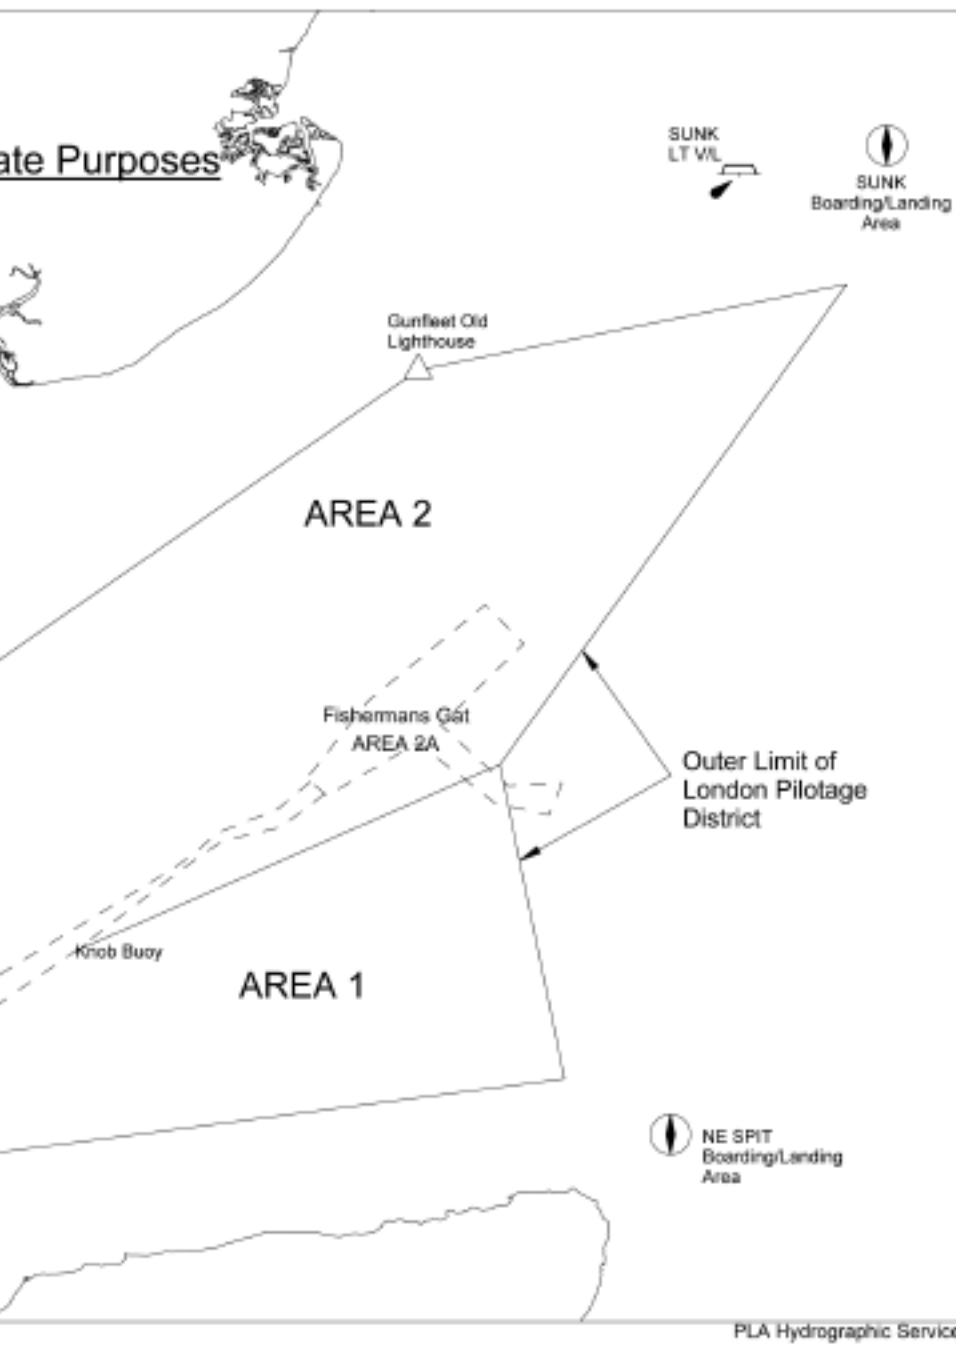 ate Purposes
SUNK
LT V/L
SUNK
Boarding/Landing
Area
Gunfleet Old
Lighthouse
AREA 2
Fishermans Gat
AREA 2A
Outer Limit of
London Pilotage
District
Knob Buoy
AREA 1
NE SPIT
Boarding/Landing
Area
PLA Hydrographic Service